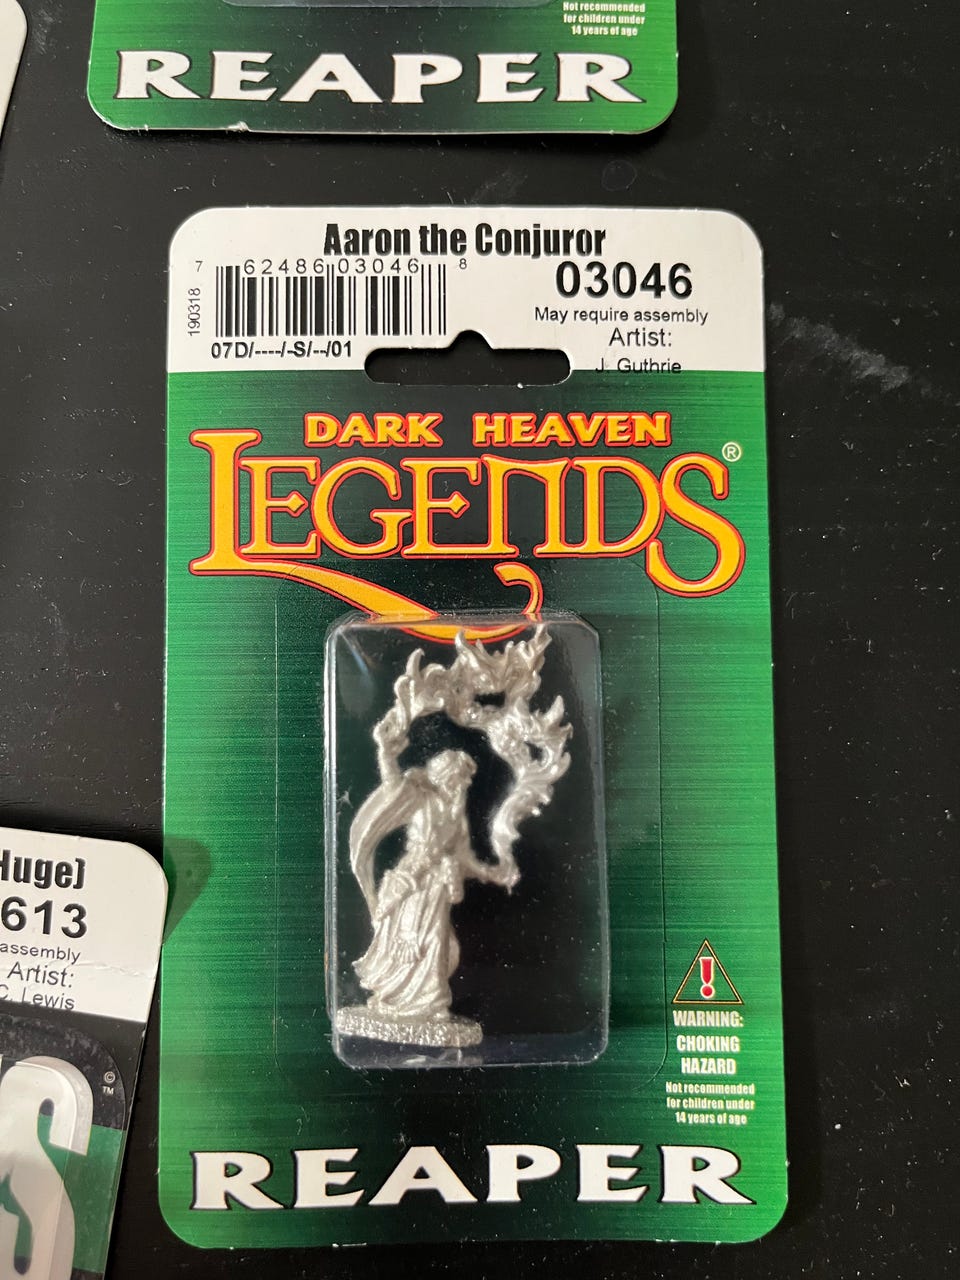 Not recommended
for children under
14 years of age
REAPER
Aaron the Conjuror
7 62486 03046 8
03046
190318
May require assembly
Artist:
J. Guthrie
07D/----/-S/--/01
DARK HEAVEN
LEGENDS®
WARNING:
CHOKING
HAZARD
Not recommended
for children under
14 years of age
REAPER
Huge)
613
assembly
Artist:
C. Lewis
©
TM
S